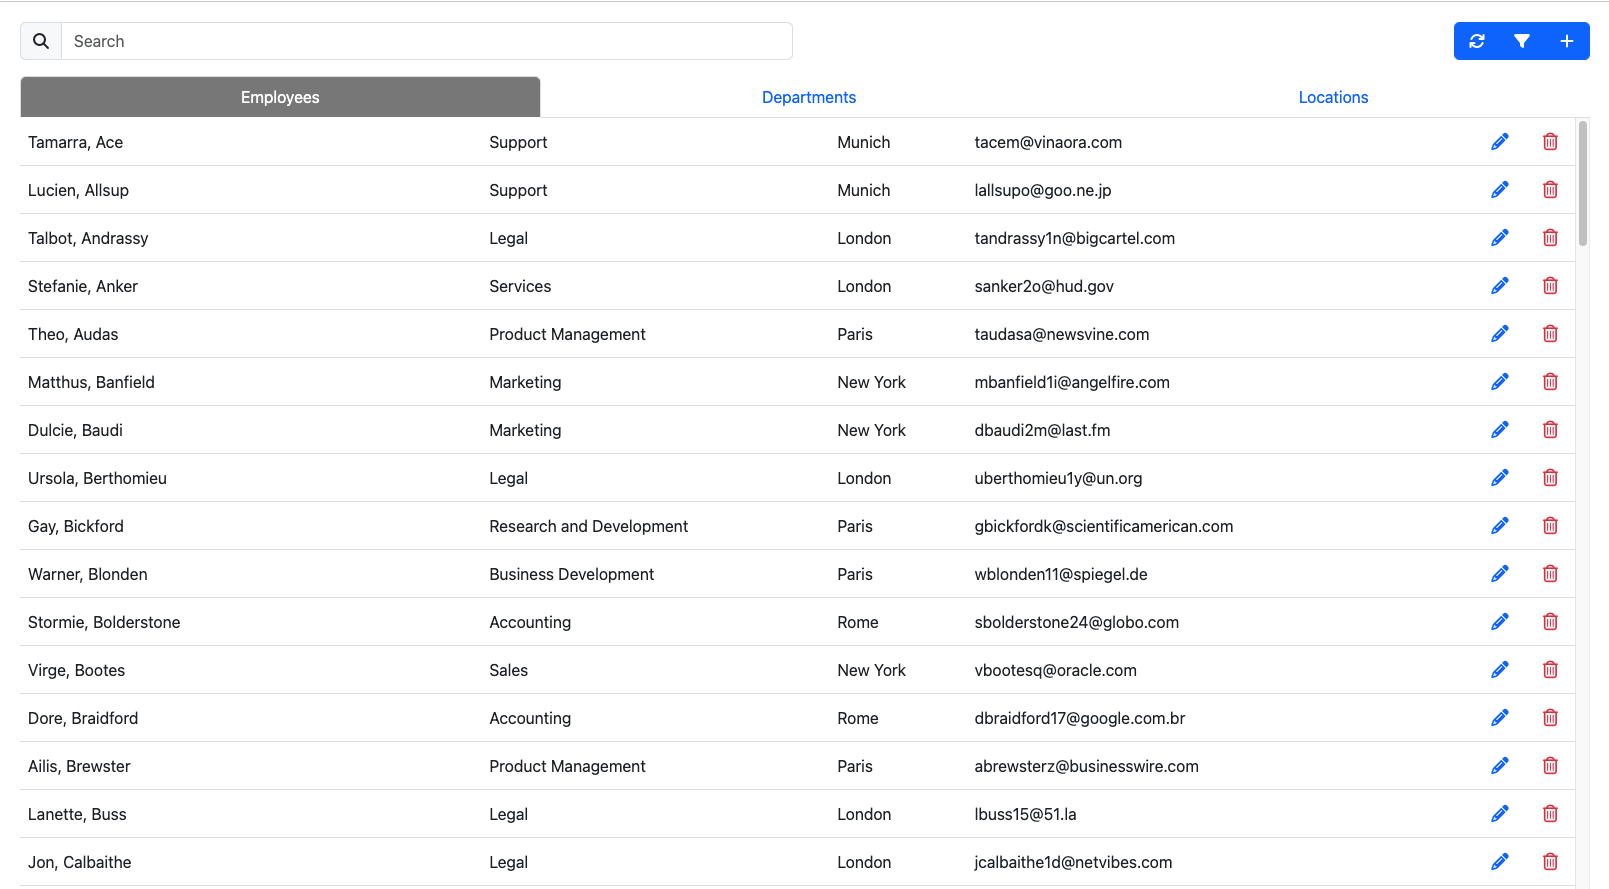 Search
Employees Departments Locations
Tamarra, Ace Support Munich tacem@vinaora.com
Lucien, Allsup Support Munich lallsupo@goo.ne.jp
Talbot, Andrassy Legal London tandrassy1n@bigcartel.com
Stefanie, Anker Services London sanker2o@hud.gov
Theo, Audas Product Management Paris taudasa@newsvine.com
Matthus, Banfield Marketing New York mbanfield1i@angelfire.com
Dulcie, Baudi Marketing New York dbaudi2m@last.fm
Ursola, Berthomieu Legal London uberthomieu1y@un.org
Gay, Bickford Research and Development Paris gbickfordk@scientificamerican.com
Warner, Blonden Business Development Paris wblonden11@spiegel.de
Stormie, Bolderstone Accounting Rome sbolderstone24@globo.com
Virge, Bootes Sales New York vbootesq@oracle.com
Dore, Braidford Accounting Rome dbraidford17@google.com.br
Ailis, Brewster Product Management Paris abrewsterz@businesswire.com
Lanette, Buss Legal London lbuss15@51.la
Jon, Calbaithe Legal London jcalbaithe1d@netvibes.com